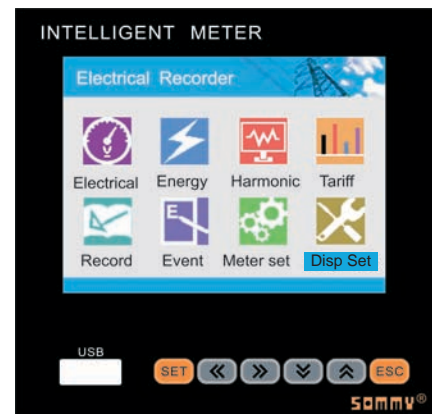 INTELLIGENT METER
Electrical Recorder
Electrical Energy Harmonic Tariff
Record Event Meter set Disp Set
USB
SET ESC
sommy®